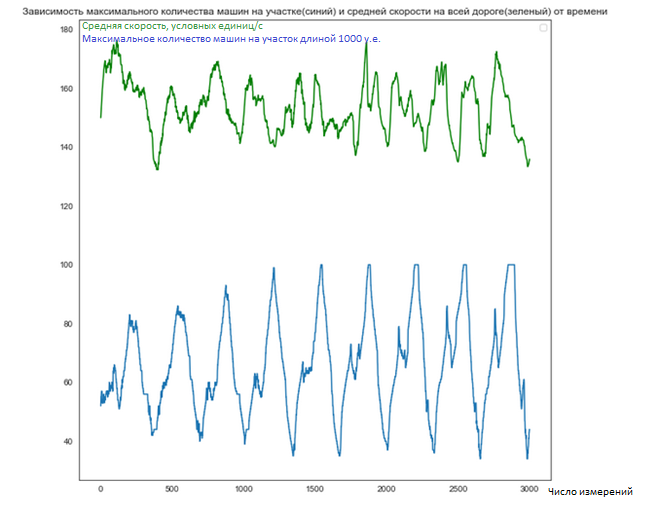 Зависимость максимального количества машин на участке(синий) и средней скорости на всей дороге(зеленый) от времени
Средняя скорость, условных единиц/с
Максимальное количество машин на участок длиной 1000 у.е.
180
160
140
120
100
80
60
40
0 500 1000 1500 2000 2500 3000
Число измерений